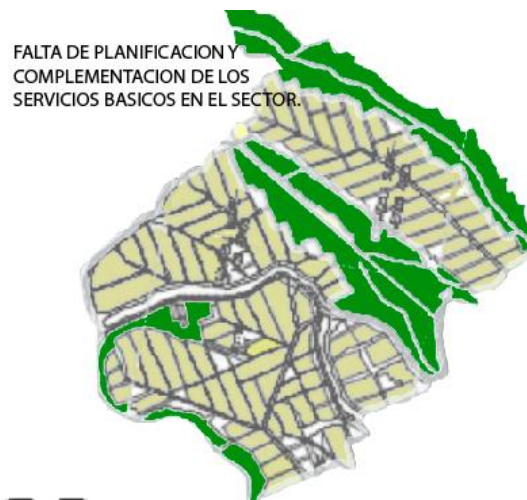 FALTA DE PLANIFICACION Y
COMPLEMENTACION DE LOS
SERVICIOS BASICOS EN EL SECTOR.